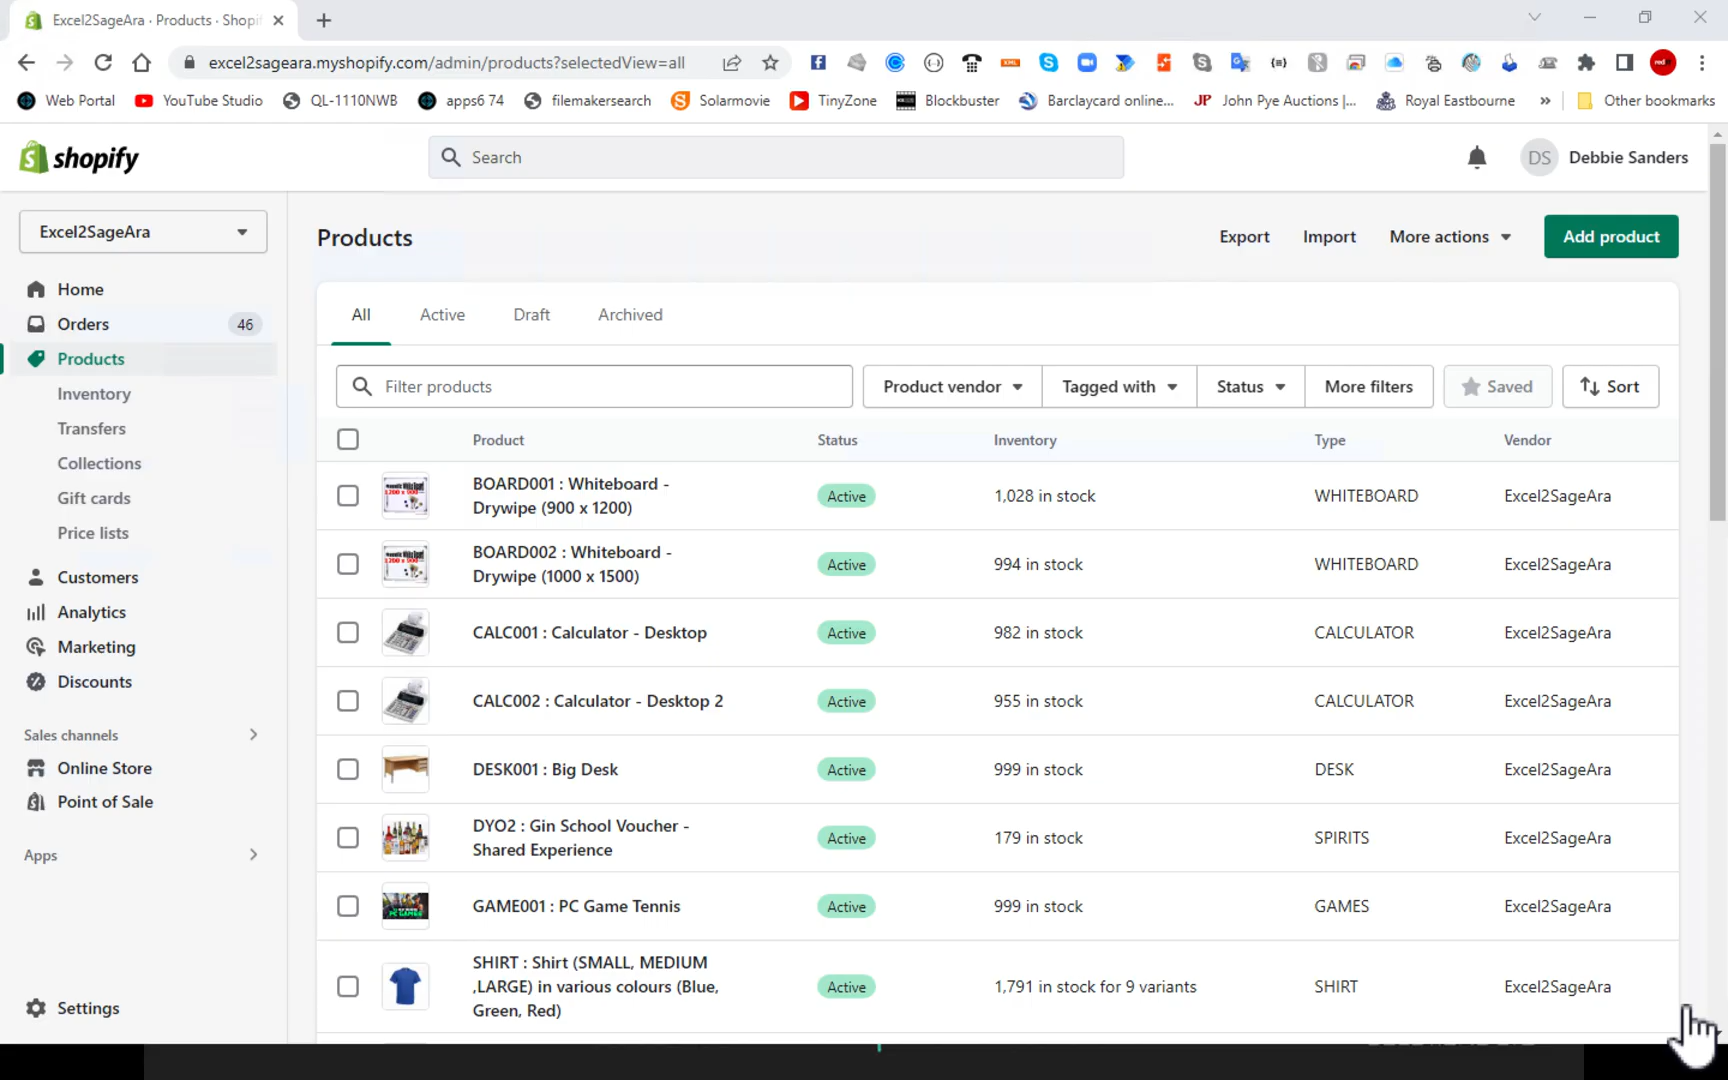 Excel2SageAra · Products · Shopif
excel2sageara.myshopify.com/admin/products?selectedView=all
Web Portal
YouTube Studio
QL-1110NWB
apps6 74
filemakersearch
Solarmovie
TinyZone
Blockbuster
Barclaycard online...
JP John Pye Auctions |...
Royal Eastbourne
»
Other bookmarks
shopify
Search
DS
Debbie Sanders
Excel2SageAra
Products
Export
Import
More actions
Add product
Home
Orders
46
Products
Inventory
Transfers
Collections
Gift cards
Price lists
Customers
Analytics
Marketing
Discounts
Sales channels
Online Store
Point of Sale
Apps
Settings
All
Active
Draft
Archived
Filter products
Product vendor
Tagged with
Status
More filters
Saved
Sort
Product
Status
Inventory
Type
Vendor
BOARD001 : Whiteboard -
Drywipe (900 x 1200)
Active
1,028 in stock
WHITEBOARD
Excel2SageAra
BOARD002 : Whiteboard -
Drywipe (1000 x 1500)
Active
994 in stock
WHITEBOARD
Excel2SageAra
CALC001 : Calculator - Desktop
Active
982 in stock
CALCULATOR
Excel2SageAra
CALC002 : Calculator - Desktop 2
Active
955 in stock
CALCULATOR
Excel2SageAra
DESK001 : Big Desk
Active
999 in stock
DESK
Excel2SageAra
DYO2 : Gin School Voucher -
Shared Experience
Active
179 in stock
SPIRITS
Excel2SageAra
GAME001 : PC Game Tennis
Active
999 in stock
GAMES
Excel2SageAra
SHIRT : Shirt (SMALL, MEDIUM
,LARGE) in various colours (Blue,
Green, Red)
Active
1,791 in stock for 9 variants
SHIRT
Excel2SageAra